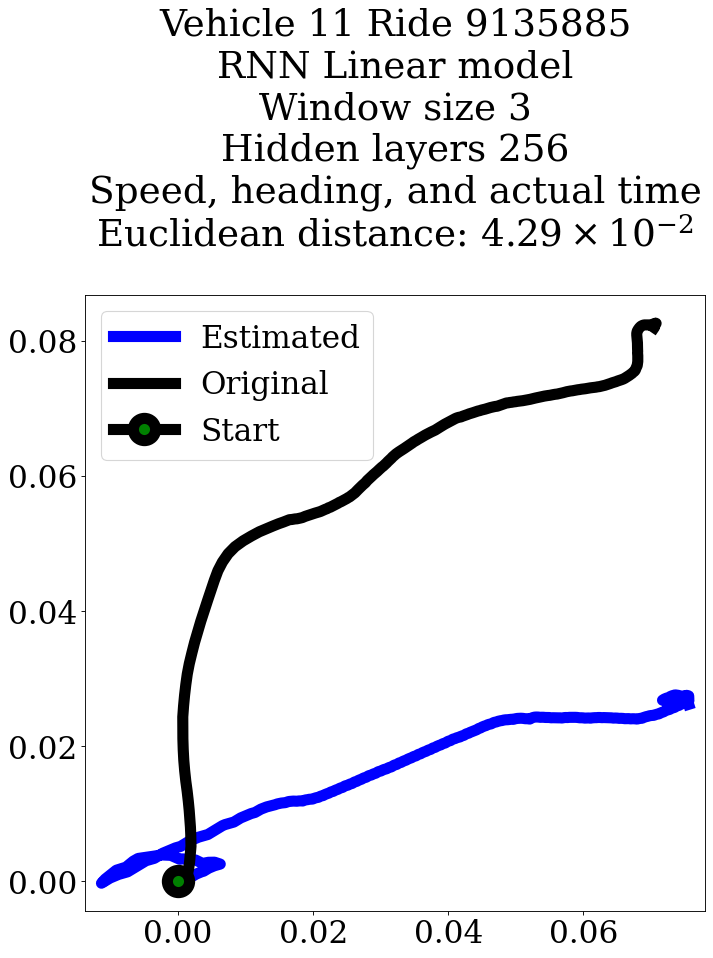 Vehicle 11 Ride 9135885
RNN Linear model
Window size 3
Hidden layers 256
Speed, heading, and actual time
Euclidean distance: 4.29 × 10⁻²
Estimated
Original
Start
0.08
0.06
0.04
0.02
0.00
0.00 0.02 0.04 0.06